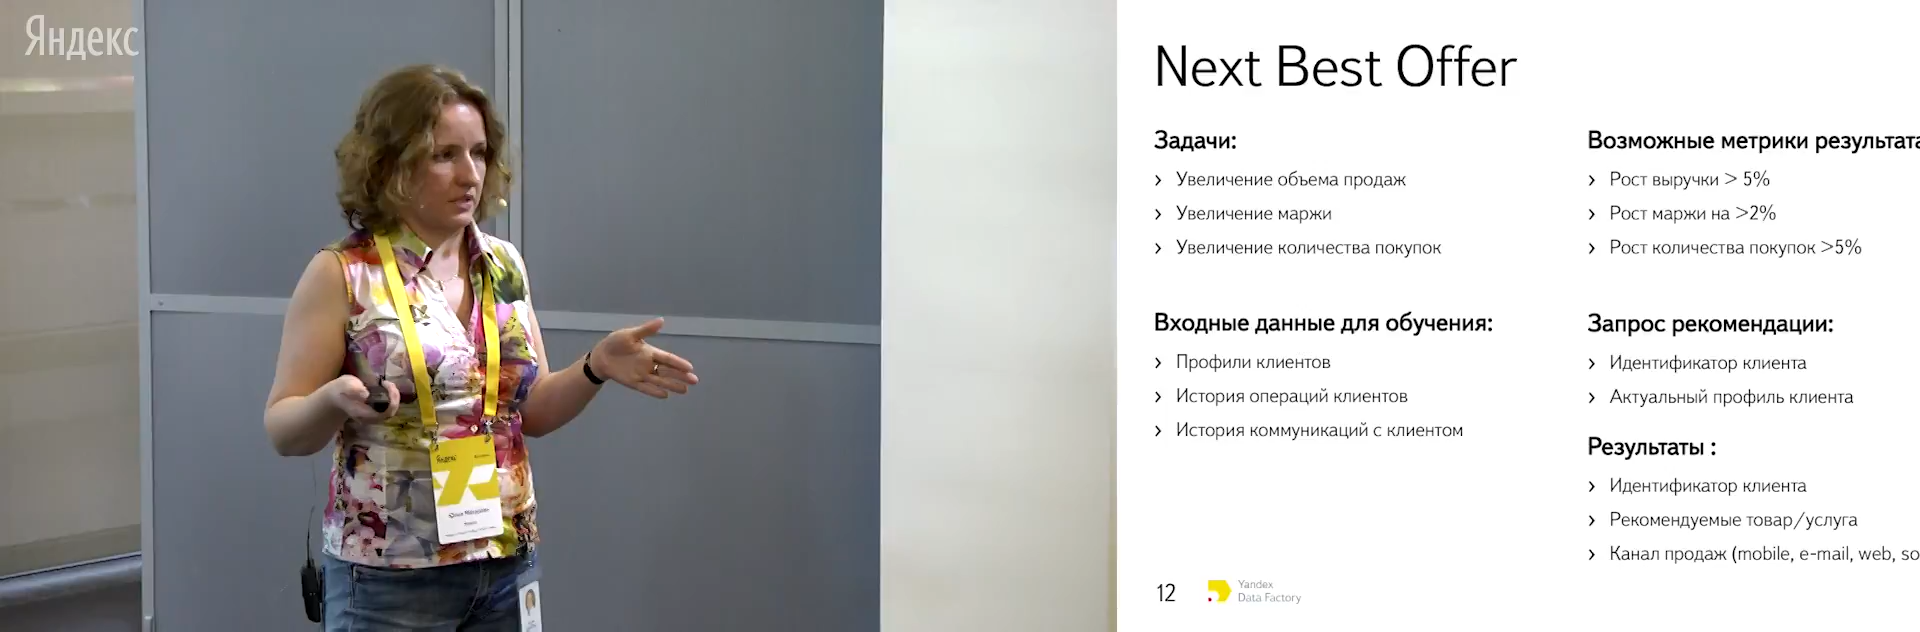 Яндекс
Next Best Offer
Задачи:
› Увеличение объема продаж
› Увеличение маржи
› Увеличение количества покупок
Входные данные для обучения:
› Профили клиентов
› История операций клиентов
› История коммуникаций с клиентом
Возможные метрики результата
› Рост выручки > 5%
› Рост маржи на >2%
› Рост количества покупок >5%
Запрос рекомендации:
› Идентификатор клиента
› Актуальный профиль клиента
Результаты :
› Идентификатор клиента
› Рекомендуемые товар/услуга
› Канал продаж (mobile, e-mail, web, so
12
Yandex
Data Factory
Яндекс